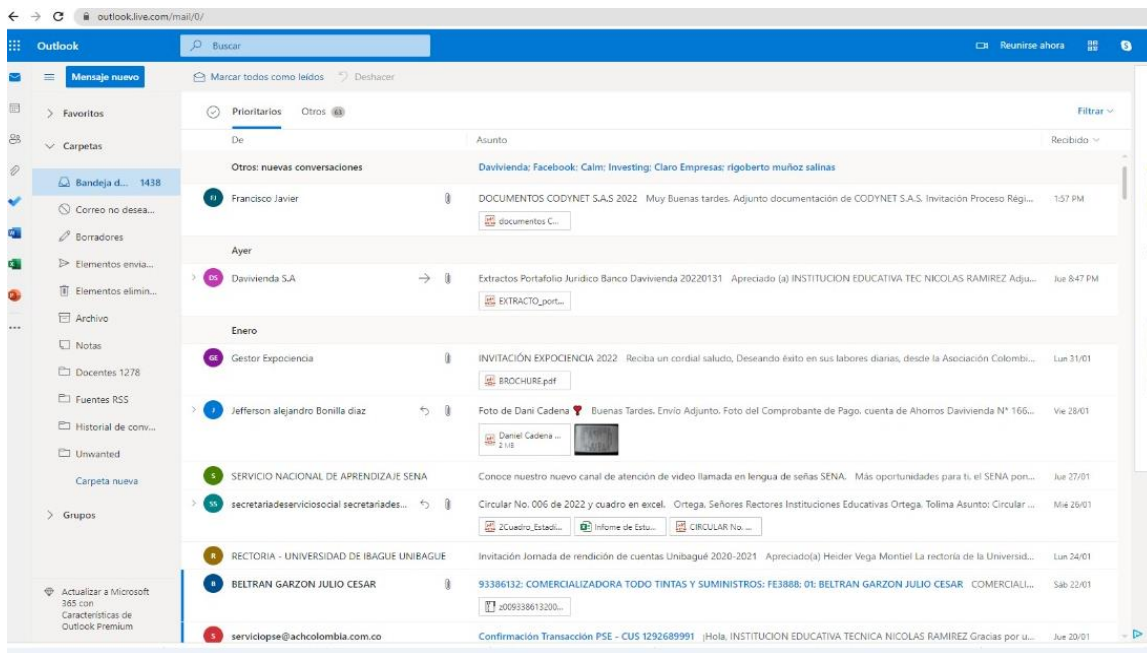 outlook.live.com/mail/0/
Outlook
Buscar
Reunirse ahora
Mensaje nuevo
Marcar todos como leídos
Deshacer
Favoritos
Prioritarios
Otros 63
Filtrar
Carpetas
De
Asunto
Recibido
Otros: nuevas conversaciones
Davivienda; Facebook; Calm; Investing; Claro Empresas; rigoberto muñoz salinas
Bandeja d... 1438
Correo no desea...
Borradores
Elementos envia...
Elementos elimin...
Archivo
Notas
Docentes 1278
Fuentes RSS
Historial de conv...
Unwanted
Carpeta nueva
Grupos
Actualizar a Microsoft
365 con
Características de
Outlook Premium
FJ Francisco Javier
DOCUMENTOS CODYNET S.A.S 2022 Muy Buenas tardes. Adjunto documentación de CODYNET S.A.S. Invitación Proceso Régi... 1:57 PM
documentos C...
Ayer
DS Davivienda S.A
Extractos Portafolio Juridico Banco Davivienda 20220131 Apreciado (a) INSTITUCION EDUCATIVA TEC NICOLAS RAMIREZ Adju... Jue 8:47 PM
EXTRACTO_port...
Enero
GE Gestor Expociencia
INVITACIÓN EXPOCIENCIA 2022 Reciba un cordial saludo, Deseando éxito en sus labores diarias, desde la Asociación Colombi... Lun 31/01
BROCHURE.pdf
J Jefferson alejandro Bonilla diaz
Foto de Dani Cadena Buenas Tardes. Envío Adjunto. Foto del Comprobante de Pago. cuenta de Ahorros Davivienda N° 166... Vie 28/01
Daniel Cadena ...
2 MB
S SERVICIO NACIONAL DE APRENDIZAJE SENA
Conoce nuestro nuevo canal de atención de video llamada en lengua de señas SENA. Más oportunidades para ti, el SENA pon... Jue 27/01
SS secretariadeserviciosocial secretariades...
Circular No. 006 de 2022 y cuadro en excel. Ortega, Señores Rectores Instituciones Educativas Ortega. Tolima Asunto: Circular ... Mié 26/01
2Cuadro_Estadi...
Infome de Estu...
CIRCULAR No. ...
R RECTORIA - UNIVERSIDAD DE IBAGUE UNIBAGUE
Invitación Jornada de rendición de cuentas Unibagué 2020-2021 Apreciado(a) Heider Vega Montiel La rectoría de la Universid... Lun 24/01
B BELTRAN GARZON JULIO CESAR
93386132; COMERCIALIZADORA TODO TINTAS Y SUMINISTROS; FE3888; 01; BELTRAN GARZON JULIO CESAR COMERCIALI... Sáb 22/01
z009338613200...
S serviciopse@achcolombia.com.co
Confirmación Transacción PSE - CUS 1292689991 ¡Hola, INSTITUCION EDUCATIVA TECNICA NICOLAS RAMIREZ Gracias por u... Jue 20/01